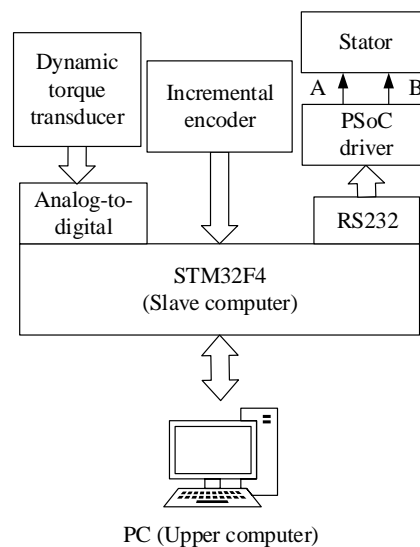 Stator
Dynamic
torque
transducer
Incremental
encoder
A
B
PSoC
driver
Analog-to-
digital
RS232
STM32F4
(Slave computer)
PC (Upper computer)